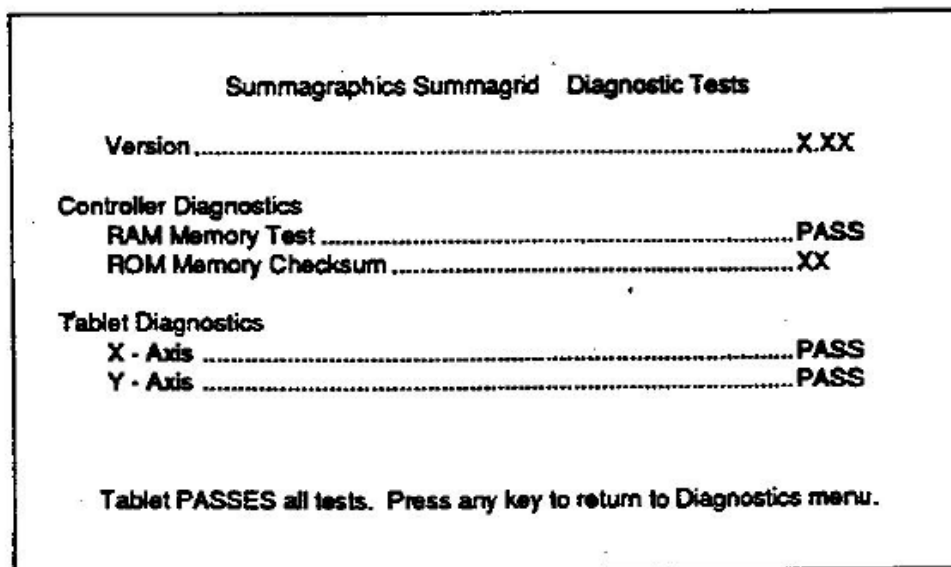 Summagraphics Summagrid Diagnostic Tests
Version ........................................ X.XX
Controller Diagnostics
RAM Memory Test ........................................ PASS
ROM Memory Checksum ........................................ XX
Tablet Diagnostics
X - Axis ........................................ PASS
Y - Axis ........................................ PASS
Tablet PASSES all tests. Press any key to return to Diagnostics menu.